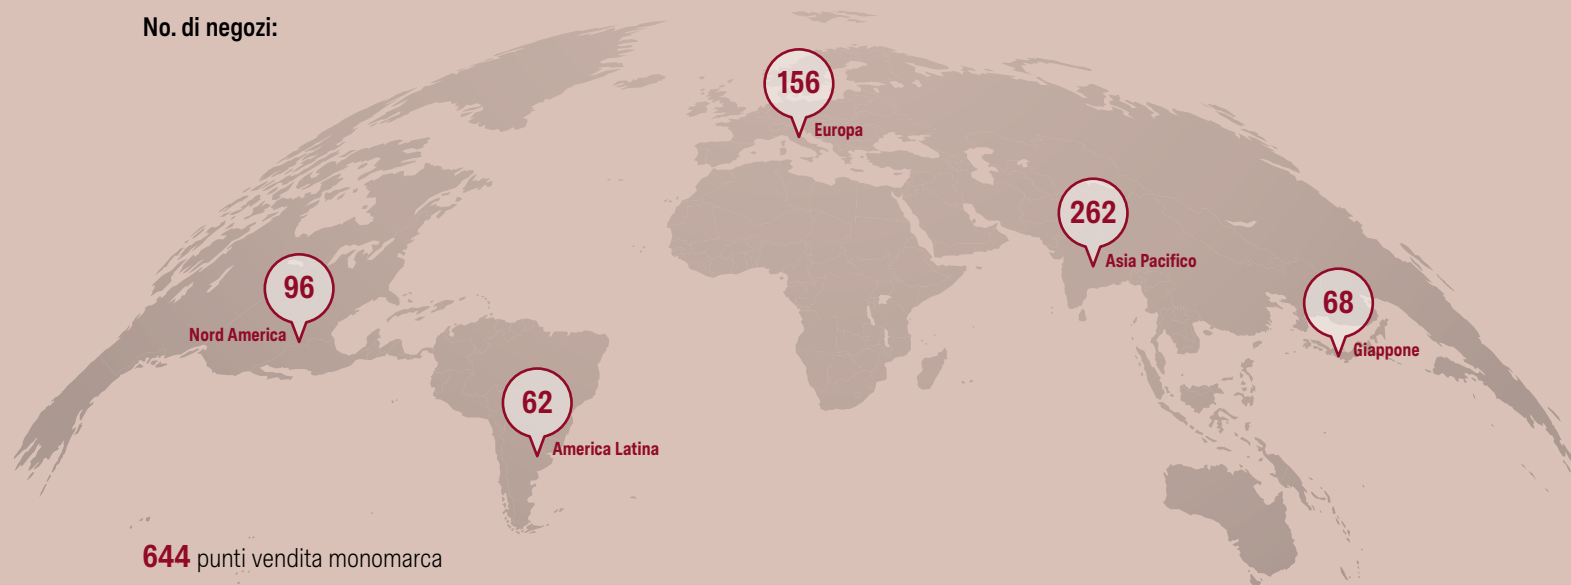 No. di negozi:
156
Europa
262
Asia Pacifico
96
Nord America
68
Giappone
62
America Latina
644 punti vendita monomarca